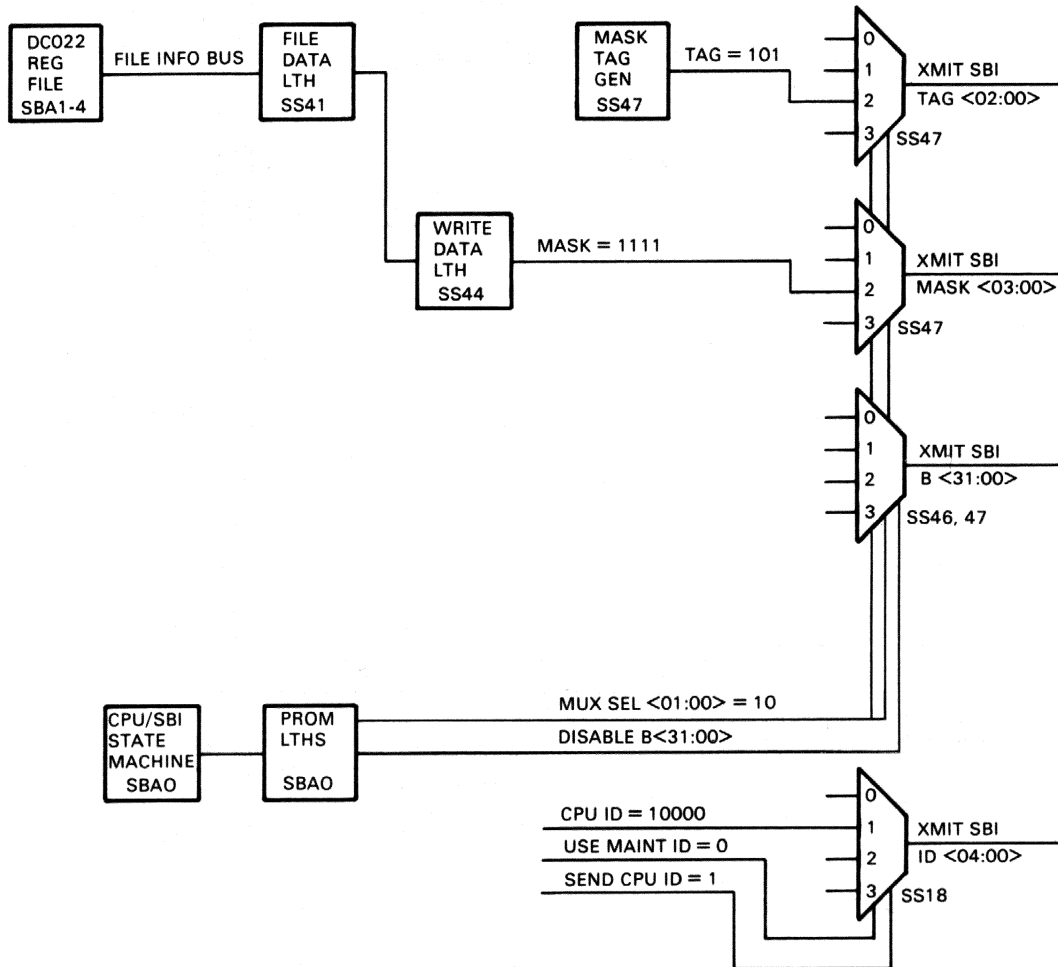 DC022
REG
FILE
SBA1-4
FILE INFO BUS
FILE
DATA
LTH
SS41
MASK
TAG
GEN
SS47
TAG = 101
0
1
2
3
XMIT SBI
TAG <02:00>
SS47
WRITE
DATA
LTH
SS44
MASK = 1111
0
1
2
3
XMIT SBI
MASK <03:00>
SS47
0
1
2
3
XMIT SBI
B <31:00>
SS46, 47
CPU/SBI
STATE
MACHINE
SBAO
PROM
LTHS
SBAO
MUX SEL <01:00> = 10
DISABLE B<31:00>
CPU ID = 10000
USE MAINT ID = 0
SEND CPU ID = 1
0
1
2
3
XMIT SBI
ID <04:00>
SS18